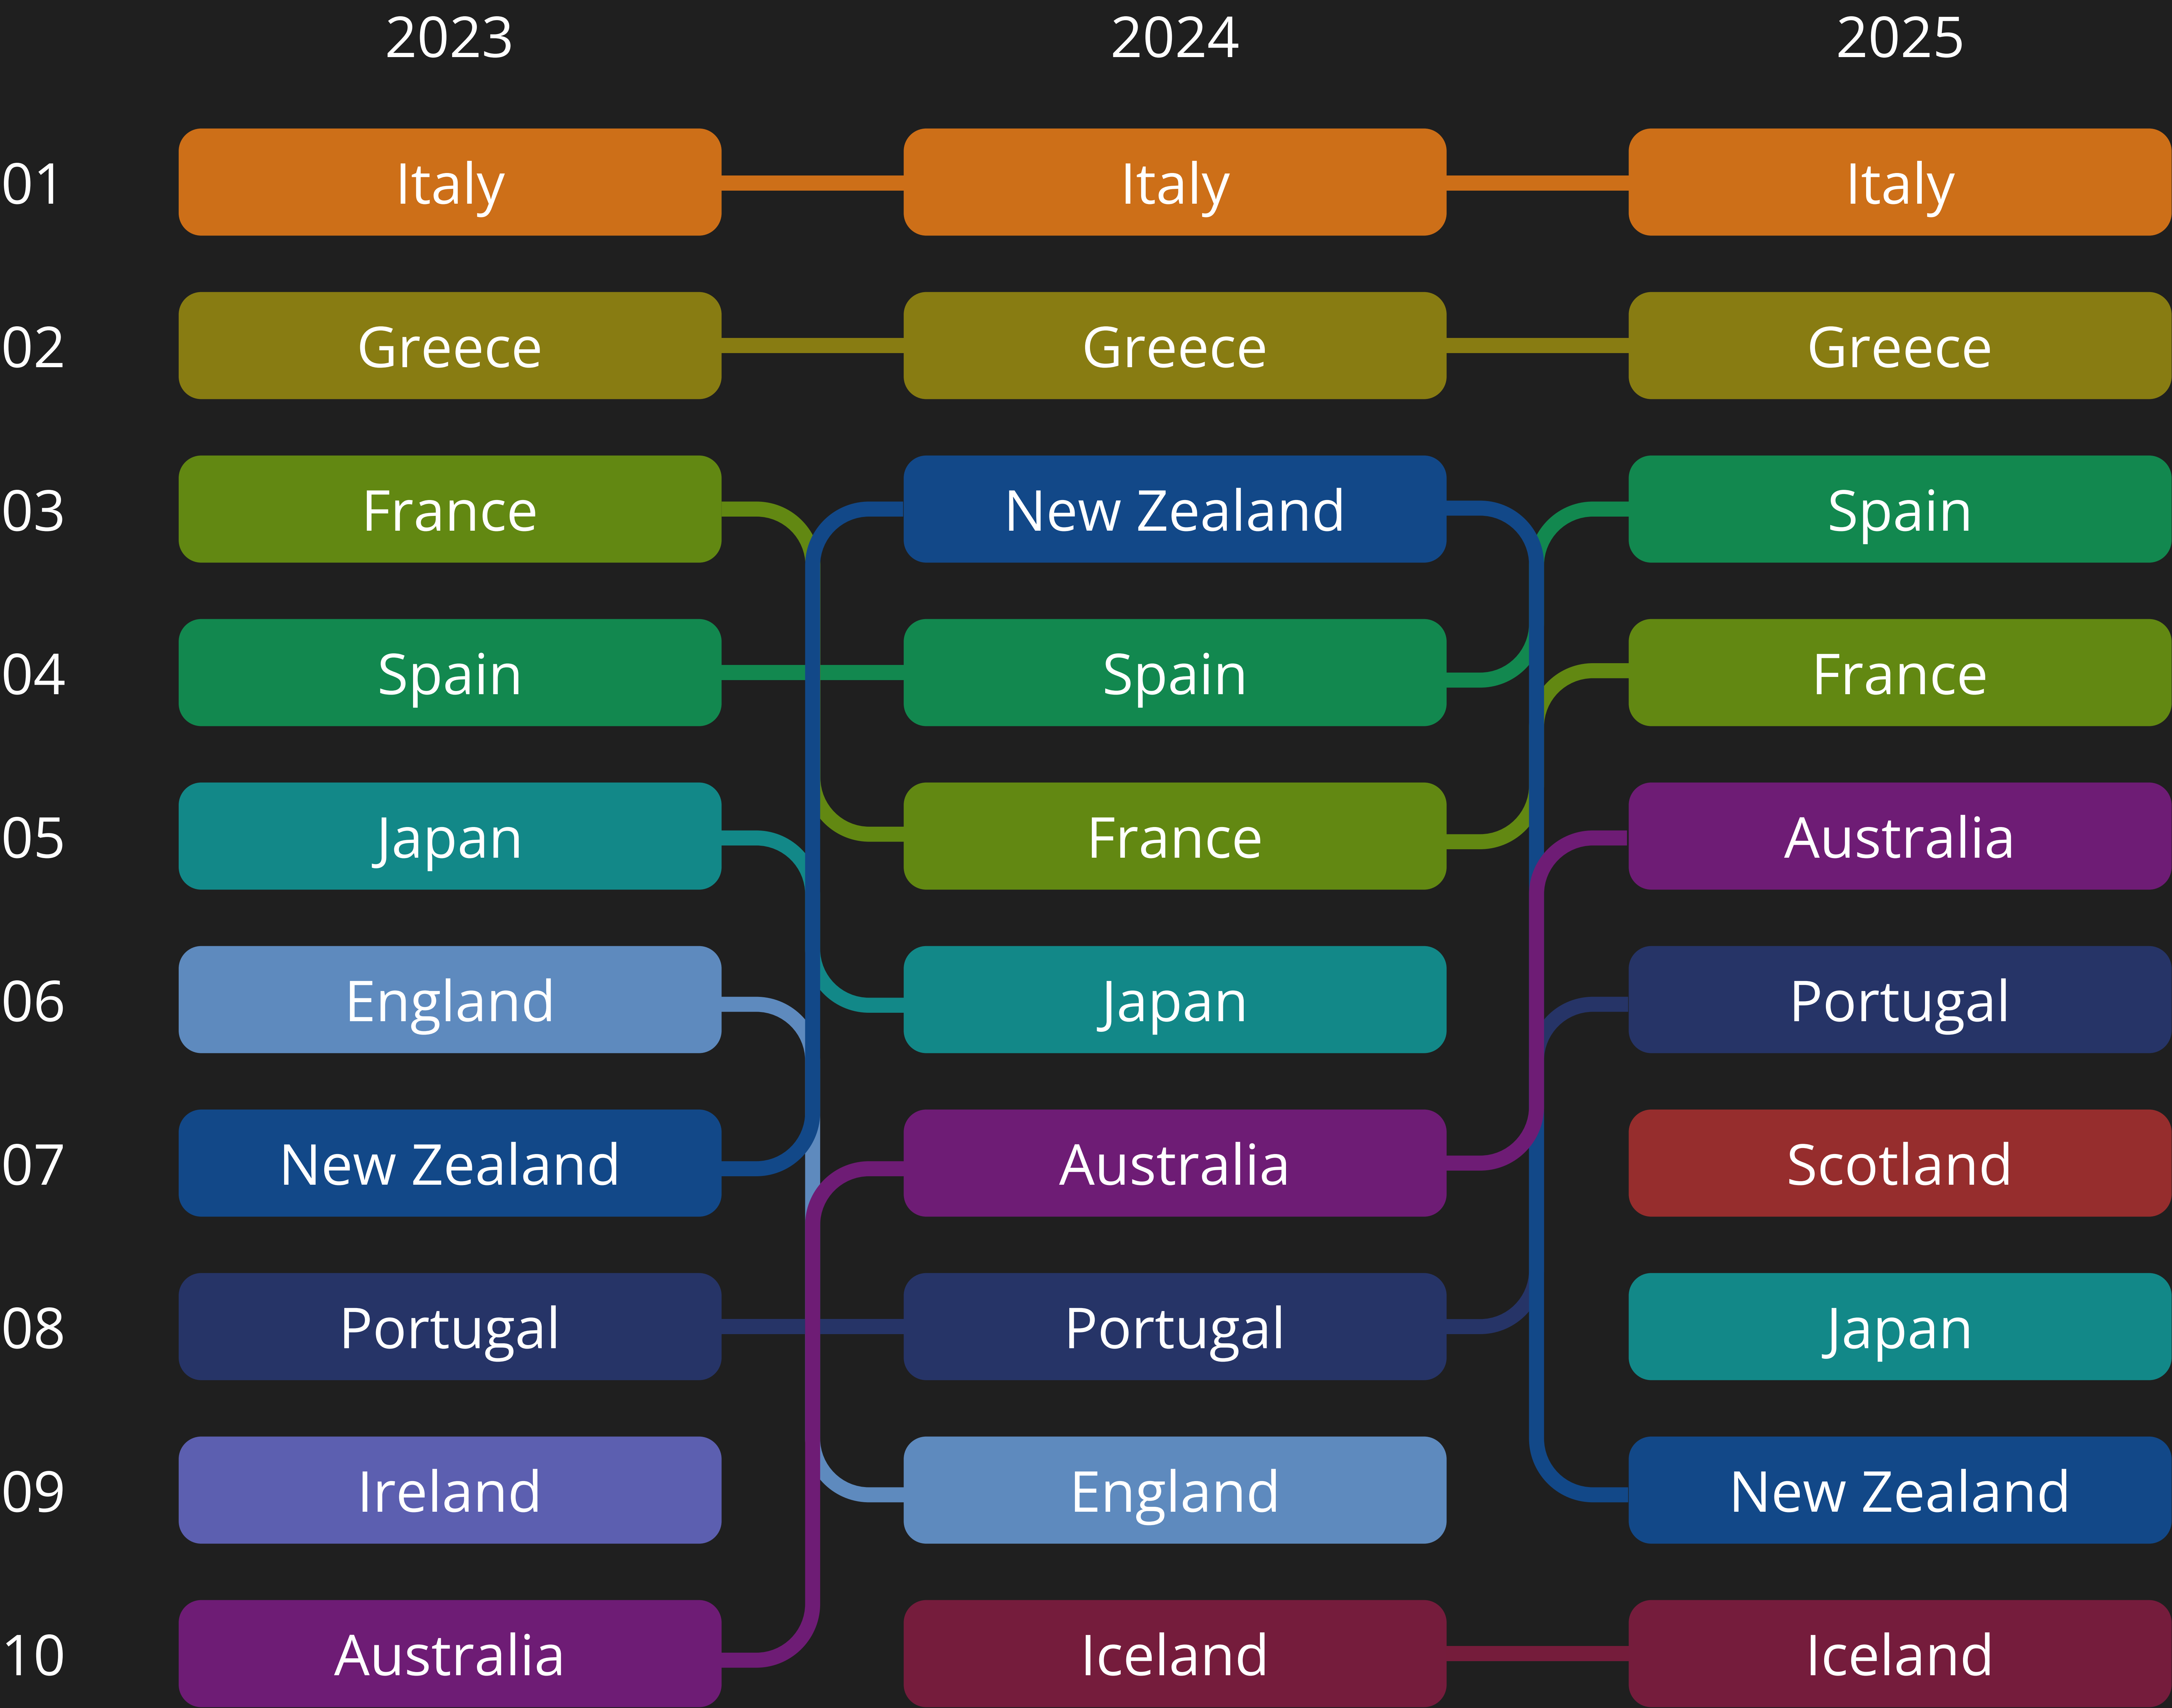 2023 2024 2025
01 Italy Italy Italy
02 Greece Greece Greece
03 France New Zealand Spain
04 Spain Spain France
05 Japan France Australia
06 England Japan Portugal
07 New Zealand Australia Scotland
08 Portugal Portugal Japan
09 Ireland England New Zealand
10 Australia Iceland Iceland